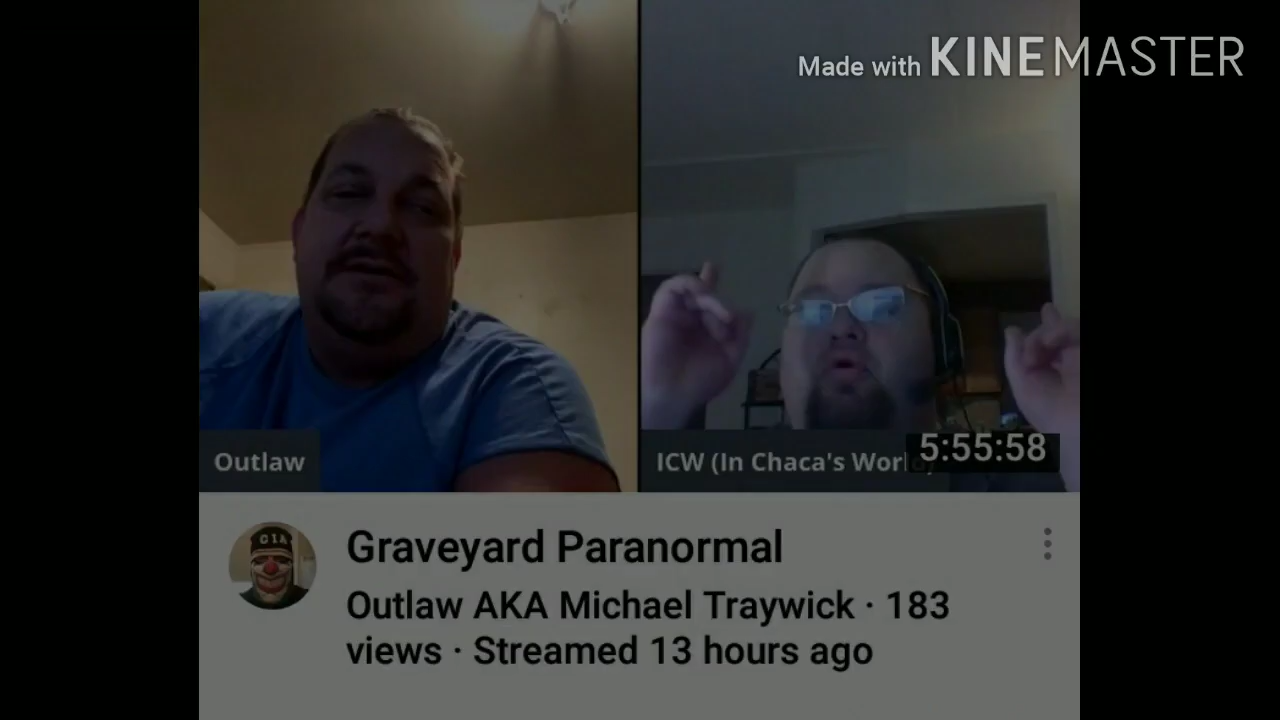 Made with KINEMASTER
Outlaw
ICW (In Chaca's World)
5:55:58
G1K
Graveyard Paranormal
Outlaw AKA Michael Traywick · 183
views · Streamed 13 hours ago